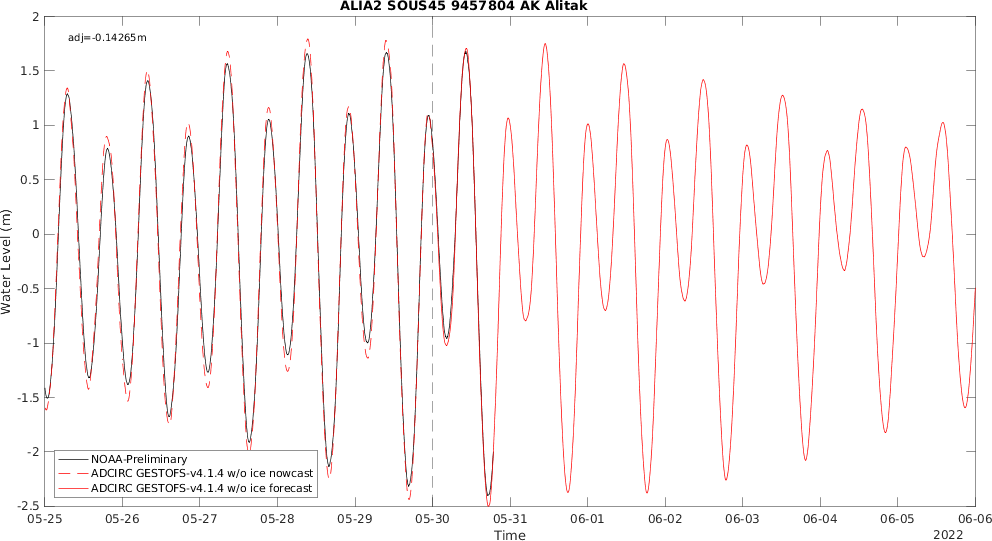 ALIA2 SOUS45 9457804 AK Alitak
adj=-0.14265m
2
1.5
1
0.5
0
-0.5
-1
-1.5
-2
-2.5
Water Level (m)
NOAA-Preliminary
ADCIRC GESTOFS-v4.1.4 w/o ice nowcast
ADCIRC GESTOFS-v4.1.4 w/o ice forecast
05-25 05-26 05-27 05-28 05-29 05-30 05-31 06-01 06-02 06-03 06-04 06-05 06-06
Time
2022